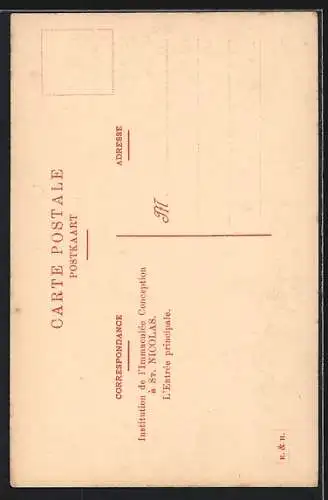 CARTE POSTALE
POSTKAART
CORRESPONDANCE
Institution de l'Immaculée Conception
à St. NICOLAS.
L'Entrée principale.
ADRESSE
M
R. & R.